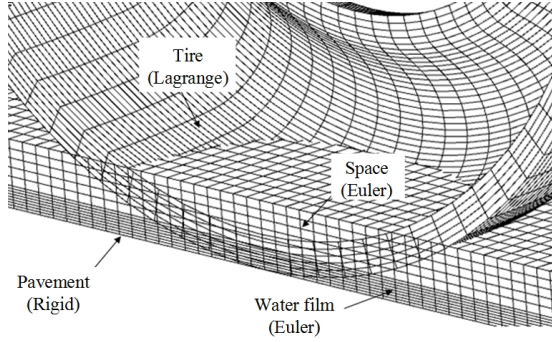 Tire
(Lagrange)
Space
(Euler)
Pavement
(Rigid)
Water film
(Euler)